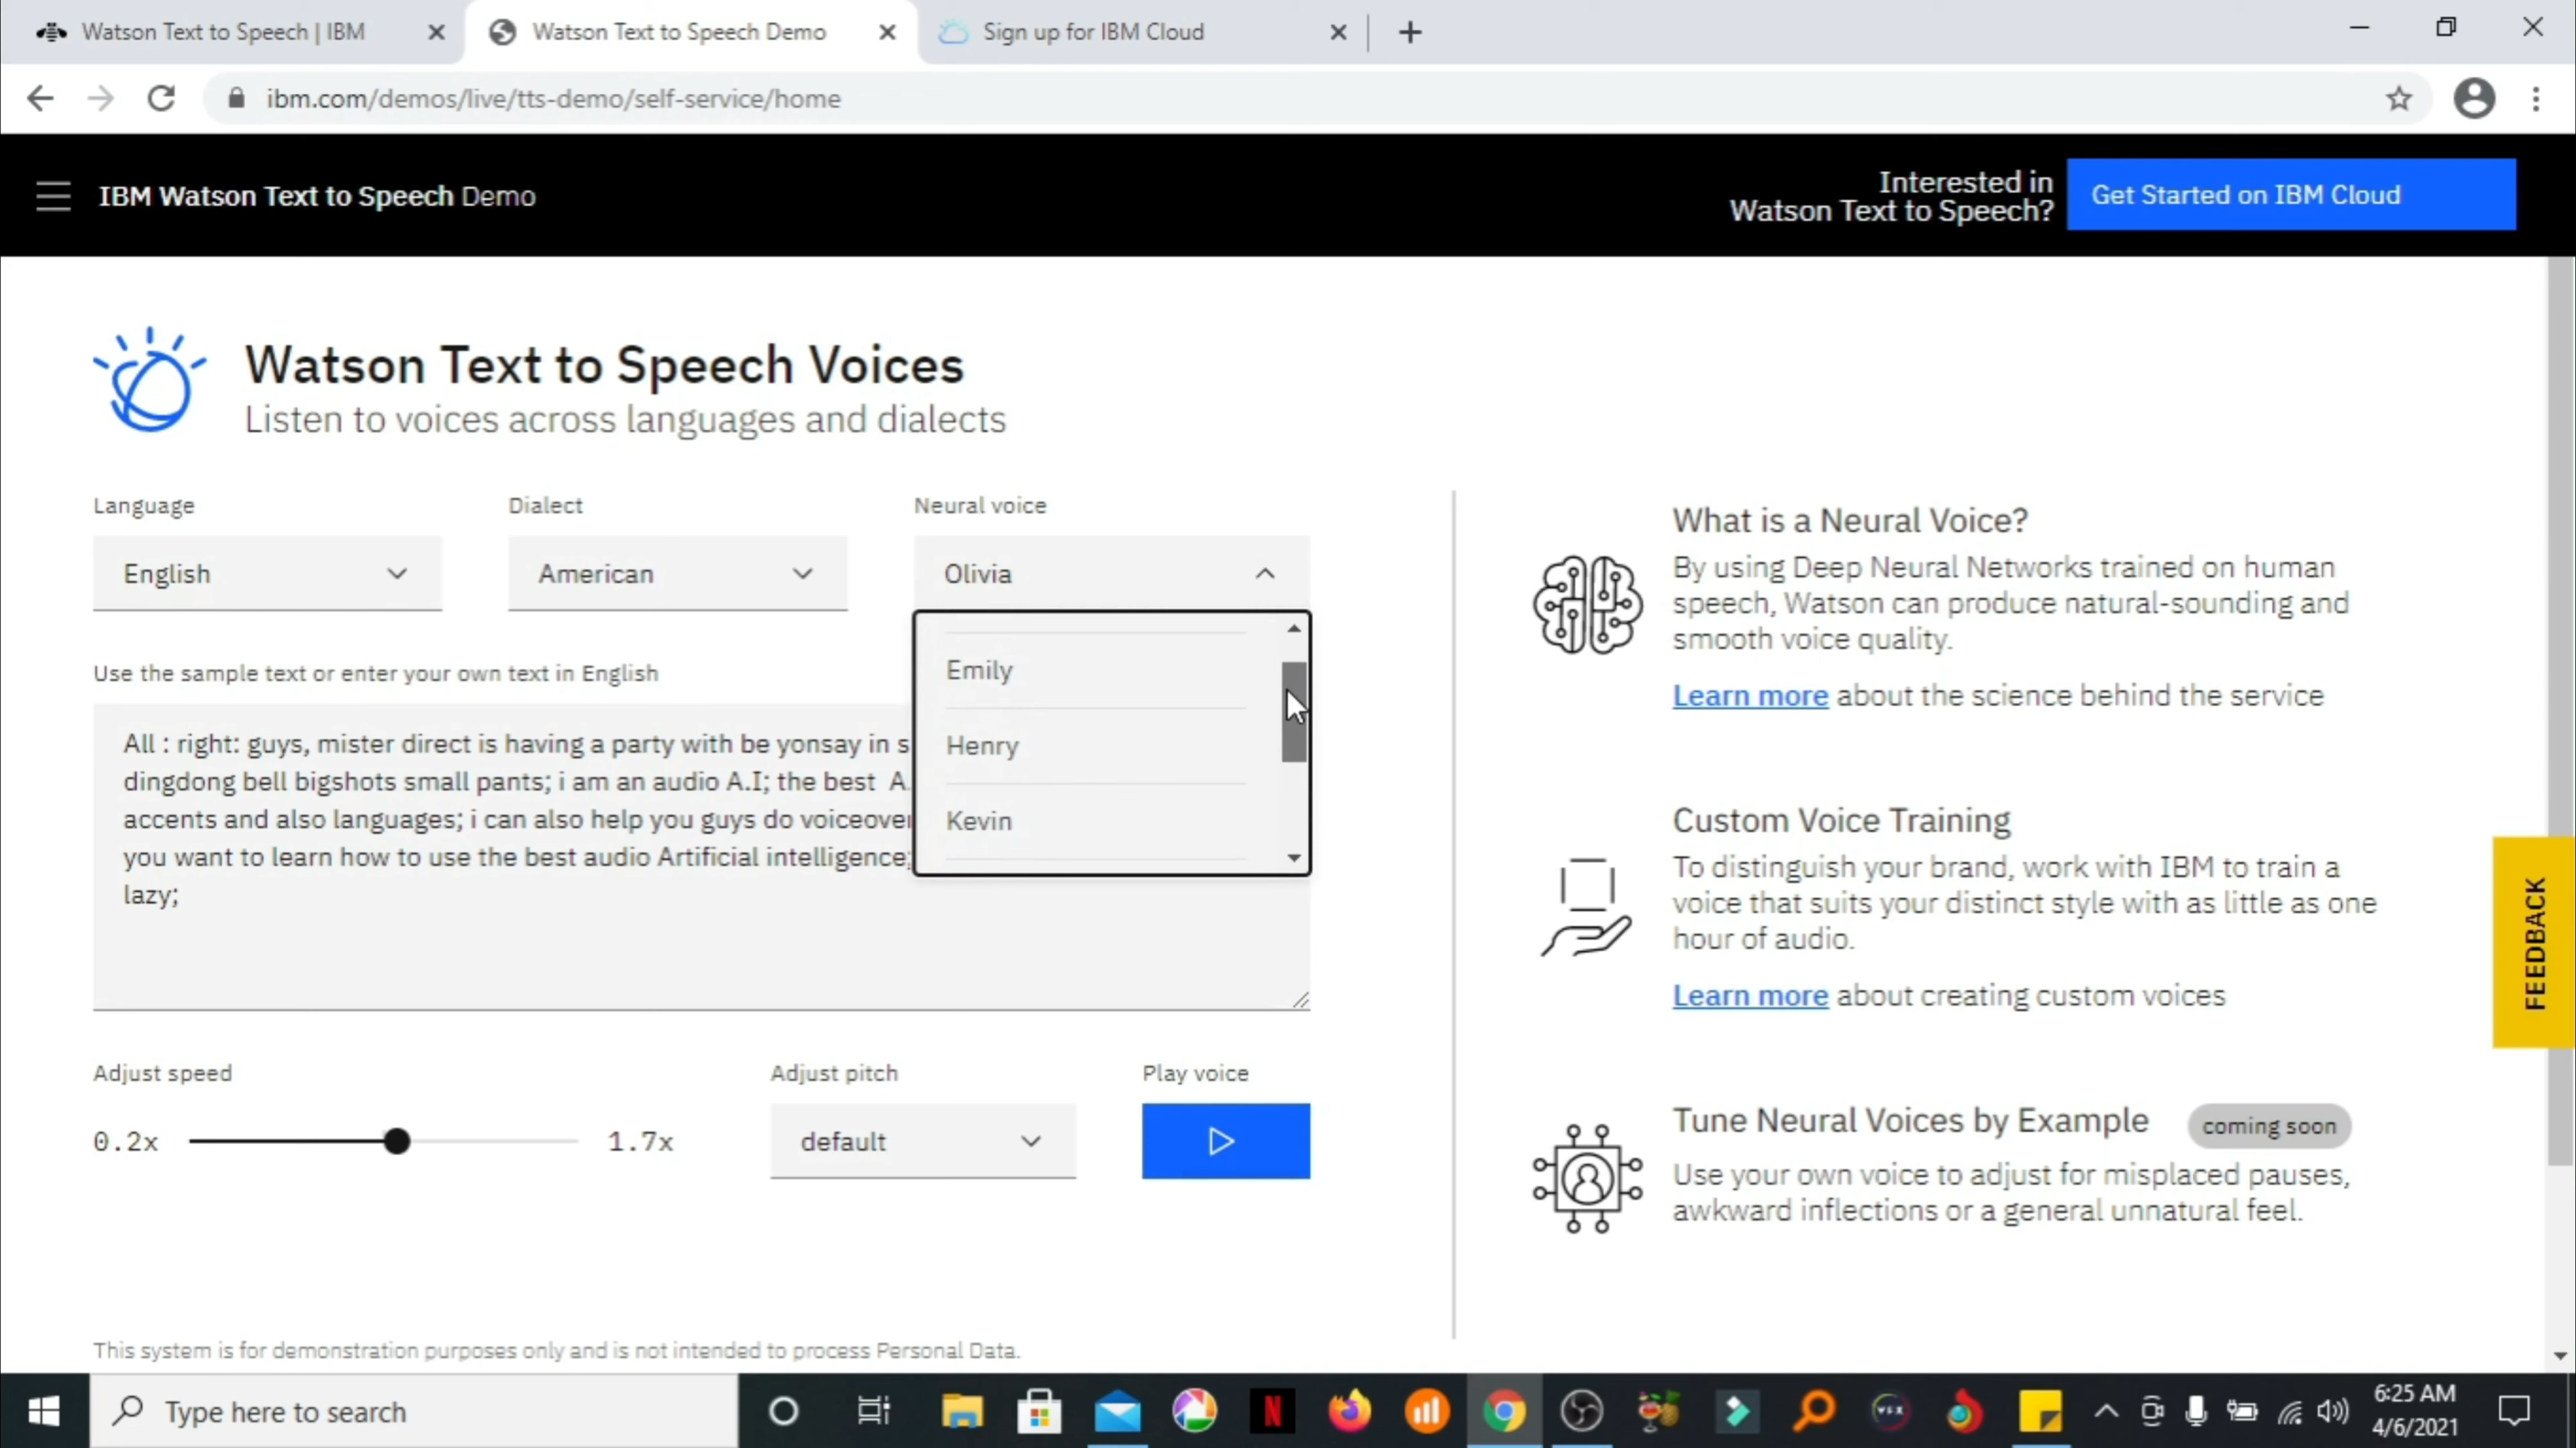 Watson Text to Speech | IBM
Watson Text to Speech Demo
Sign up for IBM Cloud
ibm.com/demos/live/tts-demo/self-service/home
IBM Watson Text to Speech Demo
Interested in
Watson Text to Speech?
Get Started on IBM Cloud
Watson Text to Speech Voices
Listen to voices across languages and dialects
Language
Dialect
Neural voice
English
American
Olivia
Emily
Henry
Kevin
Use the sample text or enter your own text in English
All : right: guys, mister direct is having a party with be yonsay in s
dingdong bell bigshots small pants; i am an audio A.I; the best A.
accents and also languages; i can also help you guys do voiceover
you want to learn how to use the best audio Artificial intelligence;
lazy;
Adjust speed
0.2x
1.7x
Adjust pitch
default
Play voice
What is a Neural Voice?
By using Deep Neural Networks trained on human
speech, Watson can produce natural-sounding and
smooth voice quality.
Learn more about the science behind the service
Custom Voice Training
To distinguish your brand, work with IBM to train a
voice that suits your distinct style with as little as one
hour of audio.
Learn more about creating custom voices
Tune Neural Voices by Example
coming soon
Use your own voice to adjust for misplaced pauses,
awkward inflections or a general unnatural feel.
FEEDBACK
This system is for demonstration purposes only and is not intended to process Personal Data.
Type here to search
N
VFX
6:25 AM
4/6/2021